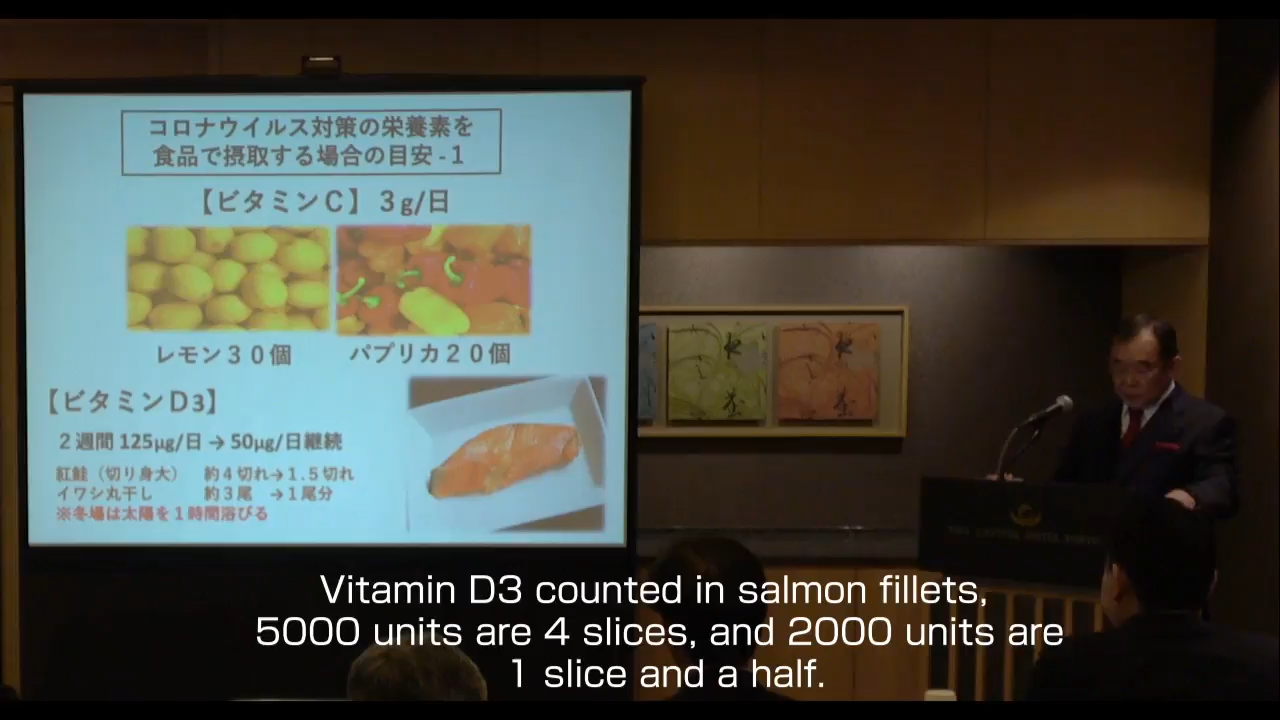 コロナウイルス対策の栄養素を
食品で摂取する場合の目安-1
【ビタミンC】3g/日
レモン30個
パプリカ20個
【ビタミンD3】
2週間 125μg/日 → 50μg/日継続
紅鮭（切り身大） 約4切れ→1.5切れ
イワシ丸干し 約3尾 →1尾分
※冬場は太陽を1時間浴びる
Vitamin D3 counted in salmon fillets,
5000 units are 4 slices, and 2000 units are
1 slice and a half.